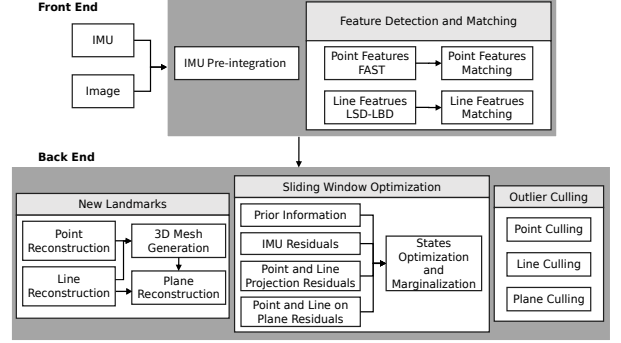 Front End
IMU
Image
IMU Pre-integration
Feature Detection and Matching
Point Features
FAST
Point Features
Matching
Line Featrues
LSD-LBD
Line Featrues
Matching
Back End
New Landmarks
Point
Reconstruction
3D Mesh
Generation
Line
Reconstruction
Plane
Reconstruction
Sliding Window Optimization
Prior Information
IMU Residuals
Point and Line
Projection Residuals
Point and Line on
Plane Residuals
States
Optimization
and
Marginalization
Outlier Culling
Point Culling
Line Culling
Plane Culling